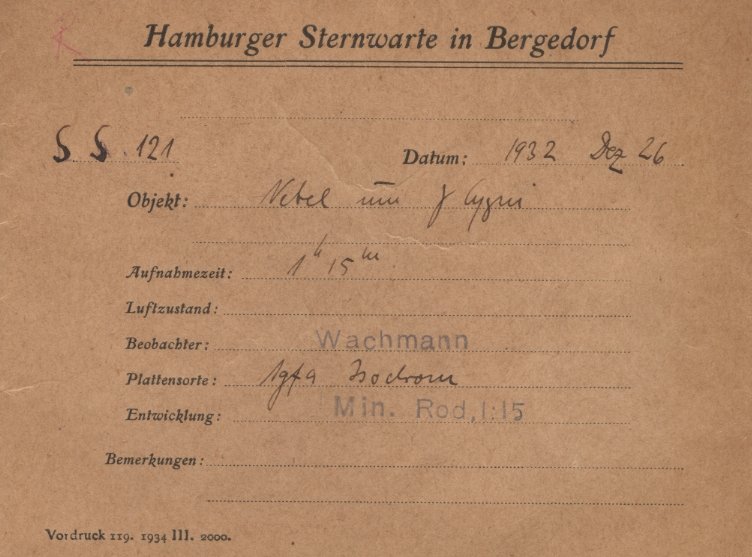 Hamburger Sternwarte in Bergedorf
S S. 121 Datum: 1932 Dez 26
Objekt: Nebel um γ Cygni
Aufnahmezeit: 1ʰ 15ᵐ
Luftzustand:
Beobachter: Wachmann
Plattensorte: Agfa Isochrom
Entwicklung: Min. Rod, 1:15
Bemerkungen:
Vordruck 119. 1934 III. 2000.